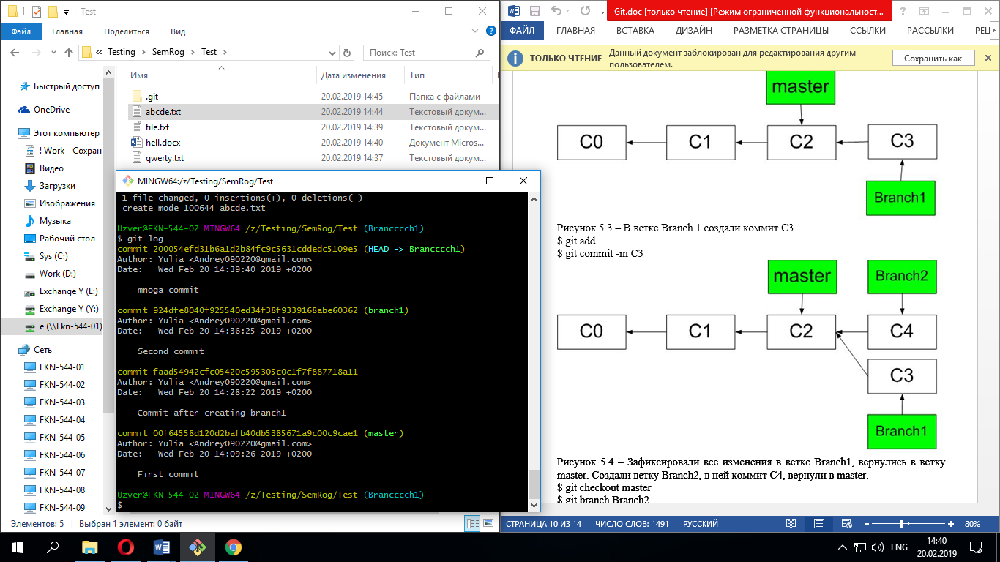 Test
Файл
Главная
Поделиться
Вид
« Testing > SemRog > Test >
Поиск: Test
Имя
Дата изменения
Тип
Быстрый доступ
OneDrive
Этот компьютер
! Work - Сохран
Видео
Загрузки
Изображения
Музыка
Рабочий стол
Sys (C:)
Work (D:)
Exchange Y (E:)
Exchange Y (Y:)
e (\\Fkn-544-01)
Сеть
FKN-544-01
FKN-544-02
FKN-544-03
FKN-544-04
FKN-544-05
FKN-544-06
FKN-544-07
FKN-544-08
FKN-544-09
.git 20.02.2019 14:45 Папка с файлами
abcde.txt 20.02.2019 14:44 Текстовый докум...
file.txt 20.02.2019 14:39 Текстовый докум...
hell.docx 20.02.2019 14:40 Документ Micros...
qwerty.txt 20.02.2019 14:37 Текстовый докум...
Элементов: 5 Выбран 1 элемент: 0 байт
MINGW64:/z/Testing/SemRog/Test
1 file changed, 0 insertions(+), 0 deletions(-)
create mode 100644 abcde.txt
Uzver@FKN-544-02 MINGW64 /z/Testing/SemRog/Test (Brancccch1)
$ git log
commit 200054efd31b6a1d2b84fc9c5631cddedc5109e5 (HEAD -> Brancccch1)
Author: Yulia <Andrey090220@gmail.com>
Date: Wed Feb 20 14:39:40 2019 +0200
mnoga commit
commit 924dfe8040f925540ed34f38f9339168abe60362 (branch1)
Author: Yulia <Andrey090220@gmail.com>
Date: Wed Feb 20 14:36:25 2019 +0200
Second commit
commit faad54942cfc05420c595305c0c1f7f887718a11
Author: Yulia <Andrey090220@gmail.com>
Date: Wed Feb 20 14:28:22 2019 +0200
Commit after creating branch1
commit 00f64558d120d2bafb40db5385671a9c00c9cae1 (master)
Author: Yulia <Andrey090220@gmail.com>
Date: Wed Feb 20 14:09:26 2019 +0200
First commit
Uzver@FKN-544-02 MINGW64 /z/Testing/SemRog/Test (Brancccch1)
$
Git.doc [только чтение] [Режим ограниченной функциональност...
ФАЙЛ ГЛАВНАЯ ВСТАВКА ДИЗАЙН РАЗМЕТКА СТРАНИЦЫ ССЫЛКИ РАССЫЛКИ РЕЦ
ТОЛЬКО ЧТЕНИЕ Данный документ заблокирован для редактирования другим
пользователем.
Сохранить как
master
C0 C1 C2 C3
Branch1
Рисунок 5.3 – В ветке Branch 1 создали коммит C3
$ git add .
$ git commit -m C3
master Branch2
C0 C1 C2 C4
C3
Branch1
Рисунок 5.4 – Зафиксировали все изменения в ветке Branch1, вернулись в ветку
master. Создали ветку Branch2, в ней коммит C4, вернули в master.
$ git checkout master
$ git branch Branch2
СТРАНИЦА 10 ИЗ 14 ЧИСЛО СЛОВ: 1491 РУССКИЙ 80%
ENG
14:40
20.02.2019